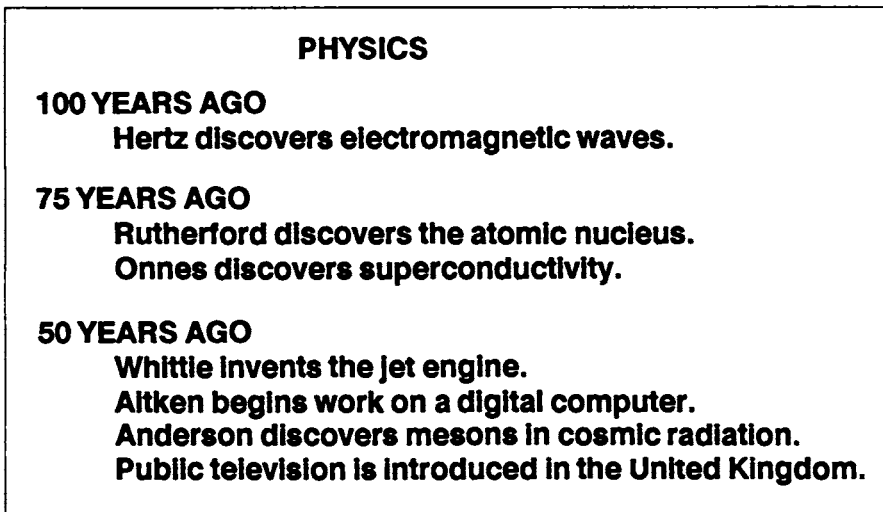 PHYSICS
100 YEARS AGO
Hertz discovers electromagnetic waves.
75 YEARS AGO
Rutherford discovers the atomic nucleus.
Onnes discovers superconductivity.
50 YEARS AGO
Whittle invents the jet engine.
Aitken begins work on a digital computer.
Anderson discovers mesons in cosmic radiation.
Public television is introduced in the United Kingdom.